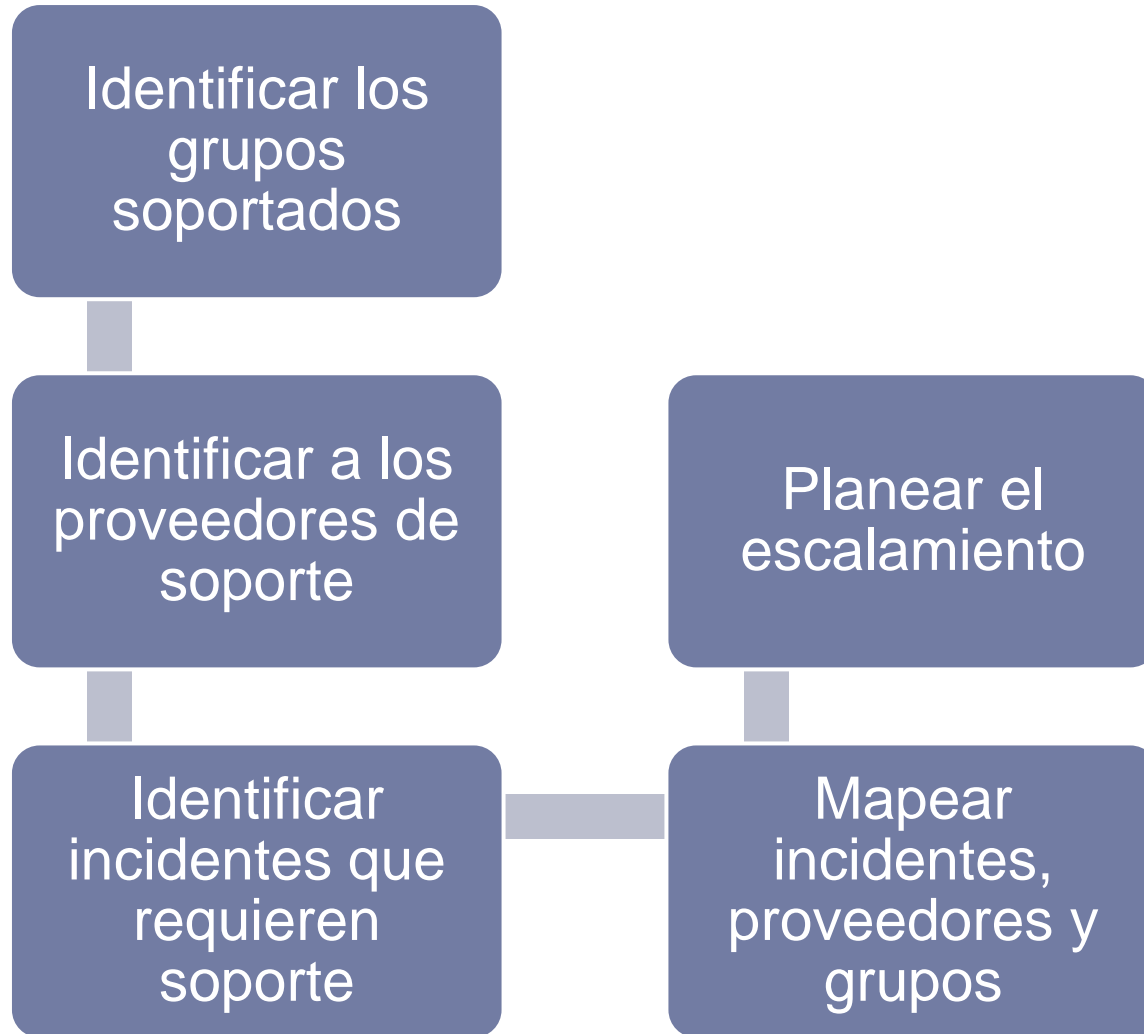 Identificar los
grupos
soportados
Identificar a los
proveedores de
soporte
Identificar
incidentes que
requieren
soporte
Mapear
incidentes,
proveedores y
grupos
Planear el
escalamiento